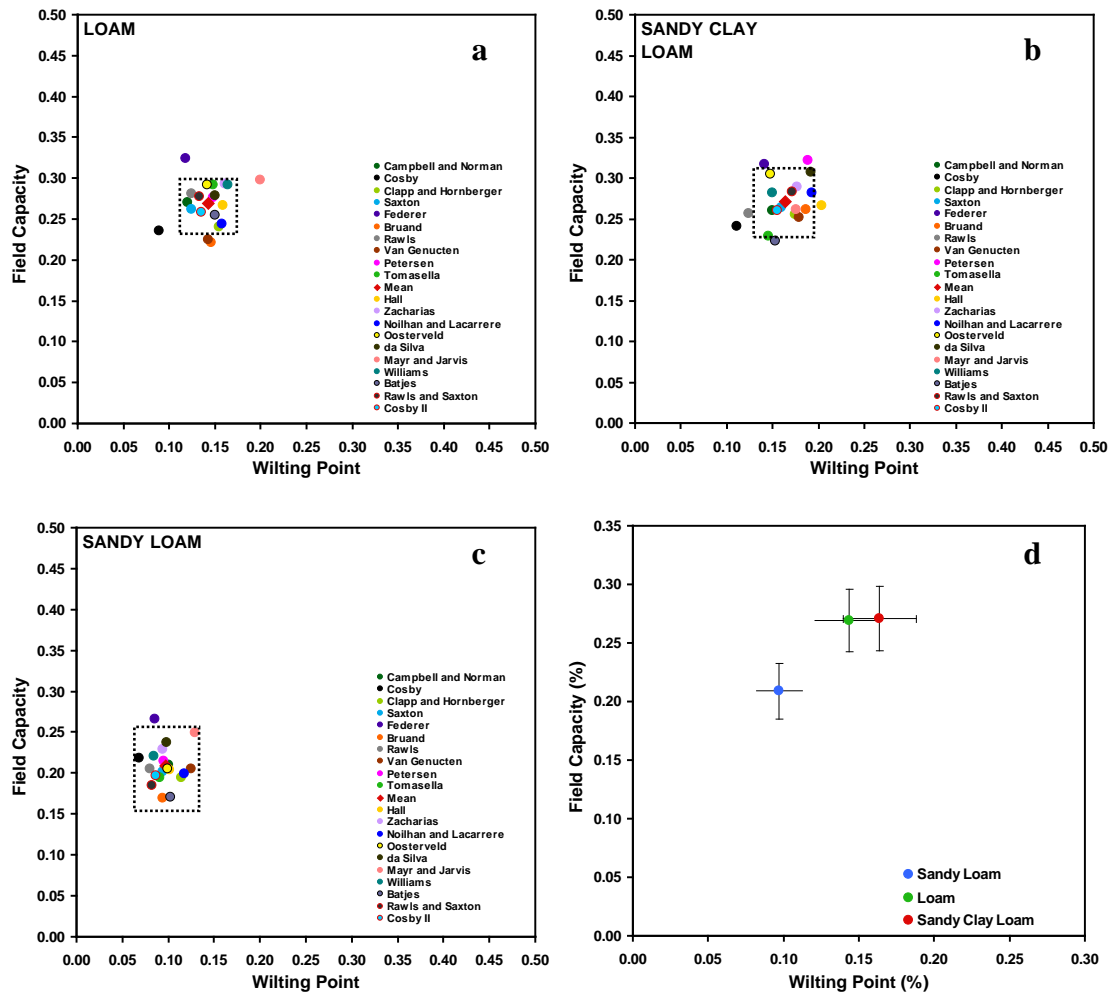 LOAM
a
0.50
0.45
0.40
0.35
0.30
0.25
0.20
0.15
0.10
0.05
0.00
Field Capacity
0.00 0.05 0.10 0.15 0.20 0.25 0.30 0.35 0.40 0.45 0.50
Wilting Point
Campbell and Norman
Cosby
Clapp and Hornberger
Saxton
Federer
Bruand
Rawls
Van Genucten
Petersen
Tomasella
Mean
Hall
Zacharias
Noilhan and Lacarrere
Oosterveld
da Silva
Mayr and Jarvis
Williams
Batjes
Rawls and Saxton
Cosby II
SANDY CLAY
LOAM
b
0.50
0.45
0.40
0.35
0.30
0.25
0.20
0.15
0.10
0.05
0.00
Field Capacity
0.00 0.05 0.10 0.15 0.20 0.25 0.30 0.35 0.40 0.45 0.50
Wilting Point
Campbell and Norman
Cosby
Clapp and Hornberger
Saxton
Federer
Bruand
Rawls
Van Genucten
Petersen
Tomasella
Mean
Hall
Zacharias
Noilhan and Lacarrere
Oosterveld
da Silva
Mayr and Jarvis
Williams
Batjes
Rawls and Saxton
Cosby II
SANDY LOAM
c
0.50
0.45
0.40
0.35
0.30
0.25
0.20
0.15
0.10
0.05
0.00
Field Capacity
0.00 0.05 0.10 0.15 0.20 0.25 0.30 0.35 0.40 0.45 0.50
Wilting Point
Campbell and Norman
Cosby
Clapp and Hornberger
Saxton
Federer
Bruand
Rawls
Van Genucten
Petersen
Tomasella
Mean
Hall
Zacharias
Noilhan and Lacarrere
Oosterveld
da Silva
Mayr and Jarvis
Williams
Batjes
Rawls and Saxton
Cosby II
d
0.35
0.30
0.25
0.20
0.15
0.10
0.05
0.00
Field Capacity (%)
0.00 0.10 0.20 0.30
Wilting Point (%)
Sandy Loam
Loam
Sandy Clay Loam